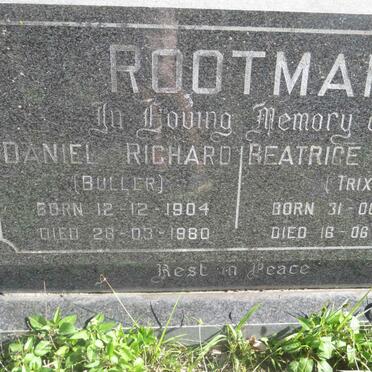 ROOTMA
In Loving Memory
DANIEL RICHARD BEATRICE
(BULLER) (TRIX
BORN 12-12-1904 BORN 31-0
DIED 28-03-1980 DIED 16-06
Rest in Peace